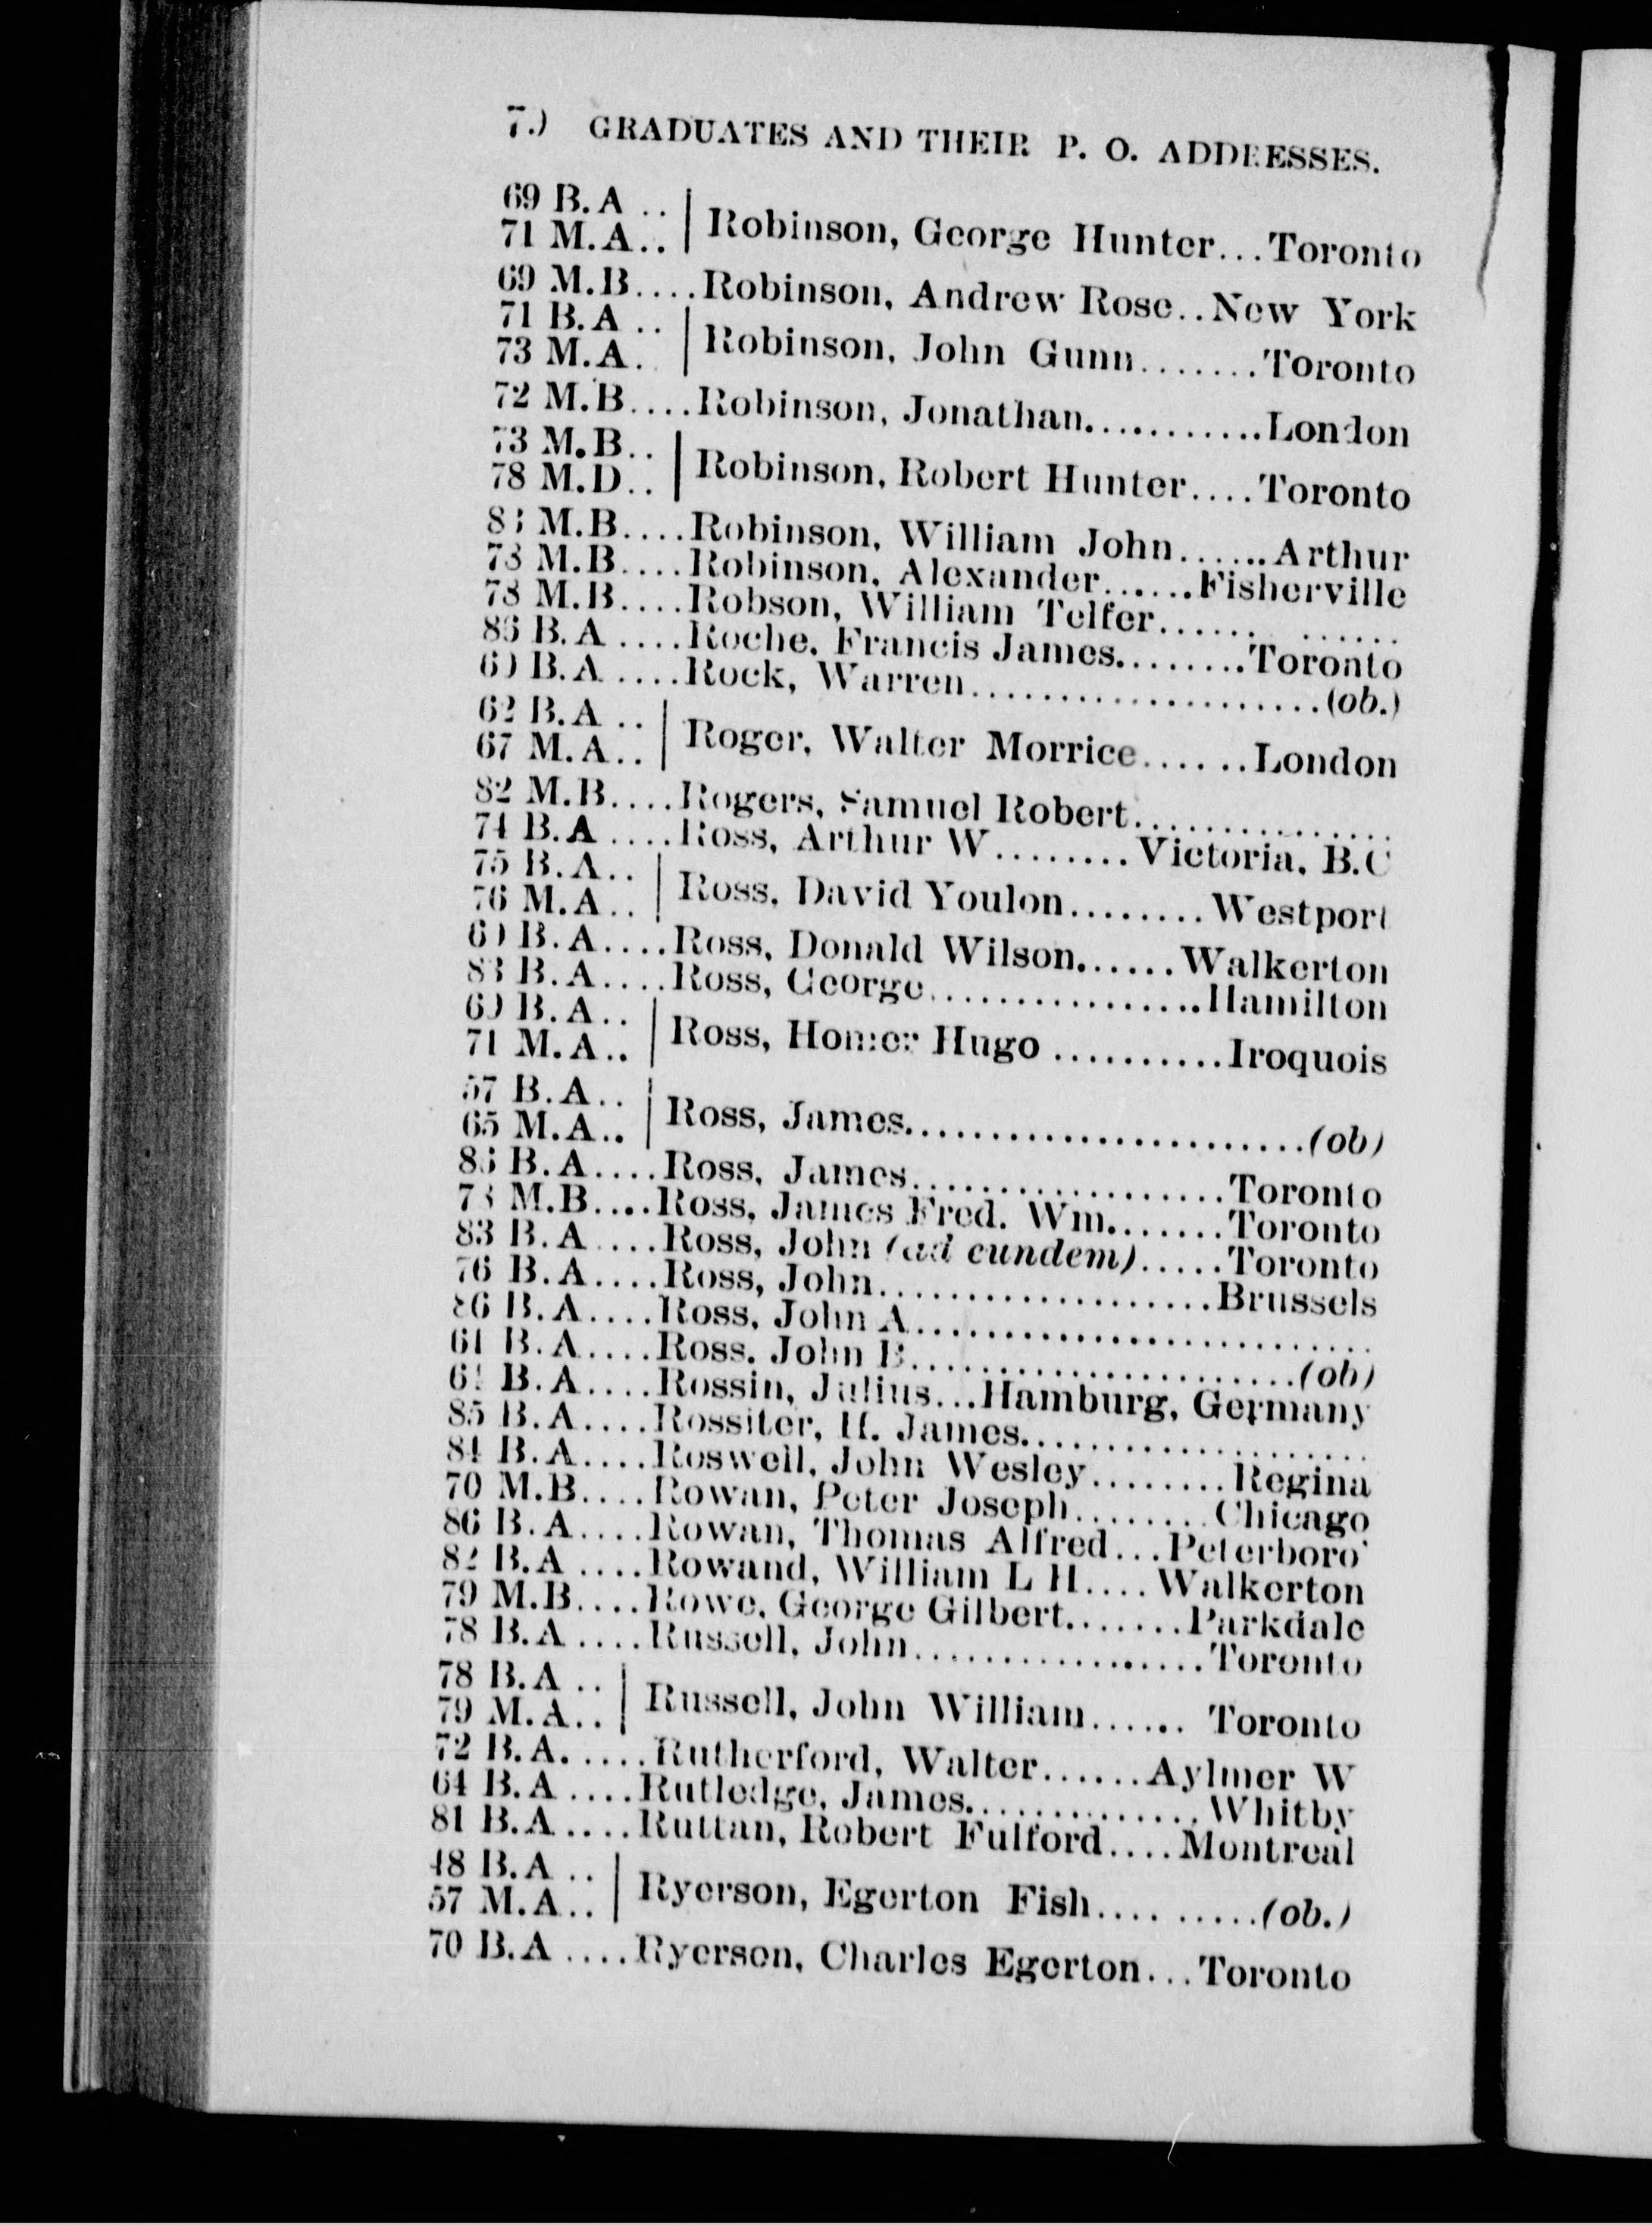 GRADUATES AND THEIR P. O. ADDRESSES.
69 B.A ..
71 M.A.. | Robinson, George Hunter...Toronto
69 M.B....Robinson, Andrew Rose..New York
71 B.A ..
73 M.A. | Robinson, John Gunn.......Toronto
72 M.B....Robinson, Jonathan...........London
73 M.B..
78 M.D.. | Robinson, Robert Hunter....Toronto
M.B....Robinson, William John......Arthur
78 M.B....Robinson, Alexander......Fisherville
78 M.B....Robson, William Telfer............
86 B.A ....Roche, Francis James........Toronto
B.A ....Rock, Warren.....................(ob.)
62 B.A ..
67 M.A.. | Roger, Walter Morrice......London
82 M.B....Rogers, Samuel Robert...............
74 B.A ....Ross, Arthur W........Victoria, B.C
75 B.A..
76 M.A.. | Ross, David Youlon........Westport
B.A....Ross, Donald Wilson......Walkerton
83 B.A....Ross, George................Hamilton
B.A..
71 M.A.. | Ross, Homer Hugo ..........Iroquois
57 B.A..
65 M.A.. | Ross, James.......................(ob)
86 B.A....Ross, James..................Toronto
78 M.B....Ross, James Fred. Wm.......Toronto
83 B.A....Ross, John (ad eundem).....Toronto
76 B.A....Ross, John...................Brussels
86 B.A....Ross, John A..........................
61 B.A....Ross. John B......................(ob)
B.A....Rossin, Julius...Hamburg, Germany
85 B.A....Rossiter, H. James....................
84 B.A....Roswell, John Wesley........Regina
70 M.B....Rowan, Peter Joseph........Chicago
86 B.A....Rowan, Thomas Alfred...Peterboro'
82 B.A ....Rowand, William L H....Walkerton
79 M.B....Rowe, George Gilbert.......Parkdale
78 B.A ....Russell, John.................Toronto
78 B.A ..
79 M.A.. | Russell, John William...... Toronto
72 B.A.....Rutherford, Walter......Aylmer W
64 B.A ....Rutledge, James..............Whitby
81 B.A ....Ruttan, Robert Fulford....Montreal
48 B.A ..
57 M.A.. | Ryerson, Egerton Fish..........(ob.)
70 B.A ....Ryerson, Charles Egerton...Toronto